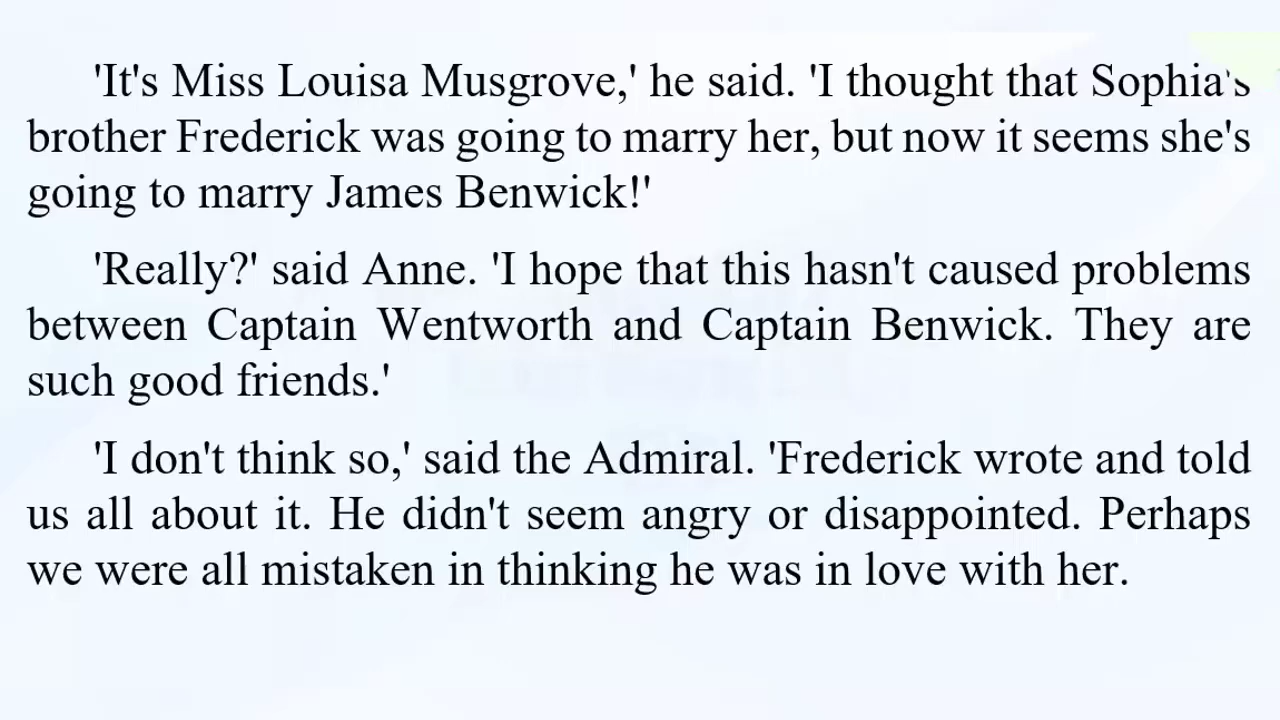 'It's Miss Louisa Musgrove,' he said. 'I thought that Sophia's
brother Frederick was going to marry her, but now it seems she's
going to marry James Benwick!'
'Really?' said Anne. 'I hope that this hasn't caused problems
between Captain Wentworth and Captain Benwick. They are
such good friends.'
'I don't think so,' said the Admiral. 'Frederick wrote and told
us all about it. He didn't seem angry or disappointed. Perhaps
we were all mistaken in thinking he was in love with her.